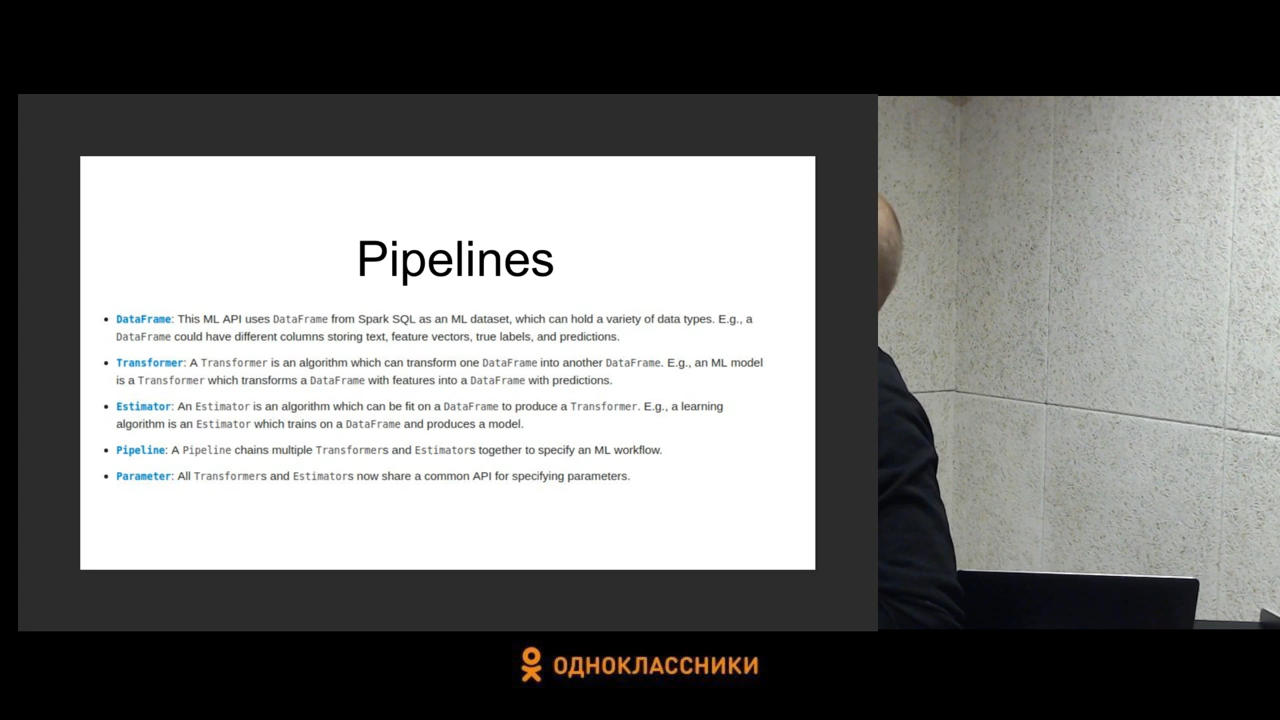 Pipelines
• DataFrame: This ML API uses DataFrame from Spark SQL as an ML dataset, which can hold a variety of data types. E.g., a
DataFrame could have different columns storing text, feature vectors, true labels, and predictions.
• Transformer: A Transformer is an algorithm which can transform one DataFrame into another DataFrame. E.g., an ML model
is a Transformer which transforms a DataFrame with features into a DataFrame with predictions.
• Estimator: An Estimator is an algorithm which can be fit on a DataFrame to produce a Transformer. E.g., a learning
algorithm is an Estimator which trains on a DataFrame and produces a model.
• Pipeline: A Pipeline chains multiple Transformers and Estimators together to specify an ML workflow.
• Parameter: All Transformers and Estimators now share a common API for specifying parameters.
ОДНОКЛАССНИКИ